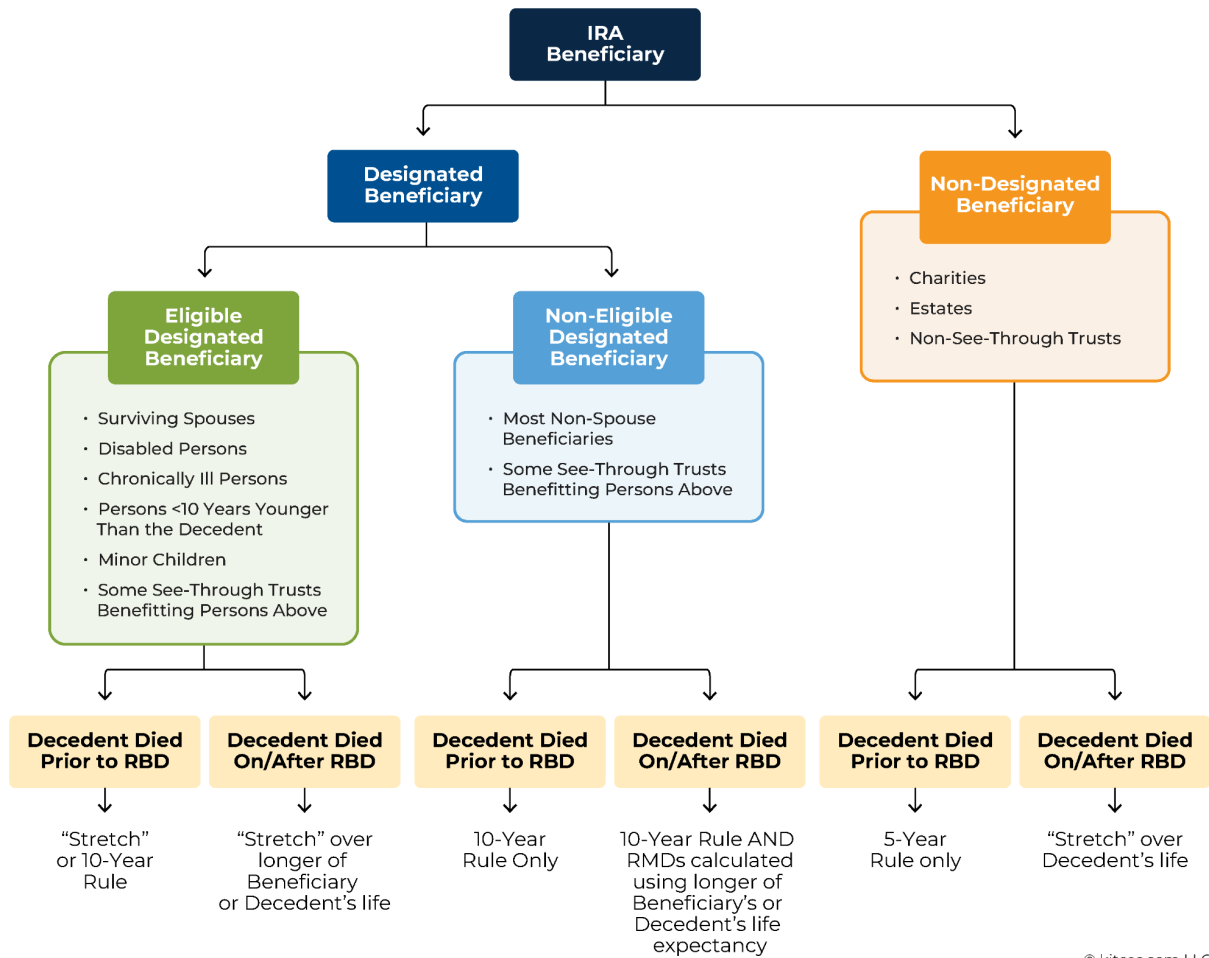 IRA
Beneficiary
Designated
Beneficiary
Non-Designated
Beneficiary
· Charities
· Estates
· Non-See-Through Trusts
Eligible
Designated
Beneficiary
· Surviving Spouses
· Disabled Persons
· Chronically Ill Persons
· Persons <10 Years Younger
Than the Decedent
· Minor Children
· Some See-Through Trusts
Benefitting Persons Above
Non-Eligible
Designated
Beneficiary
· Most Non-Spouse
Beneficiaries
· Some See-Through Trusts
Benefitting Persons Above
Decedent Died
Prior to RBD
“Stretch”
or 10-Year
Rule
Decedent Died
On/After RBD
“Stretch” over
longer of
Beneficiary
or Decedent’s life
Decedent Died
Prior to RBD
10-Year
Rule Only
Decedent Died
On/After RBD
10-Year Rule AND
RMDs calculated
using longer of
Beneficiary’s or
Decedent’s life
expectancy
Decedent Died
Prior to RBD
5-Year
Rule only
Decedent Died
On/After RBD
“Stretch” over
Decedent’s life